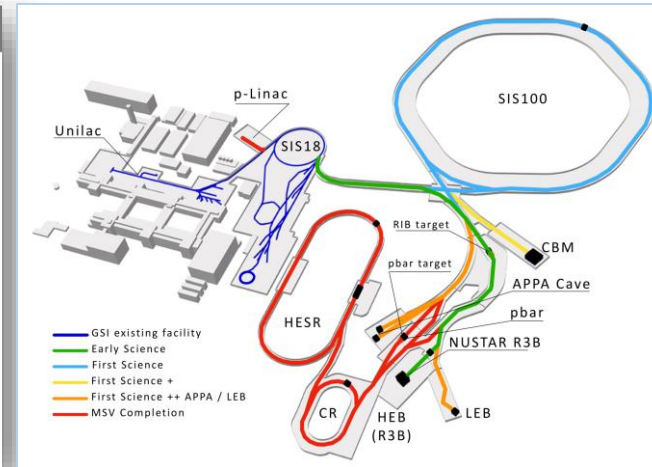 p-Linac
SIS100
Unilac
SIS18
RIB target
CBM
pbar target
APPA Cave
HESR
pbar
NUSTAR R3B
GSI existing facility
Early Science
First Science
First Science +
First Science ++ APPA / LEB
MSV Completion
CR
HEB
(R3B)
LEB